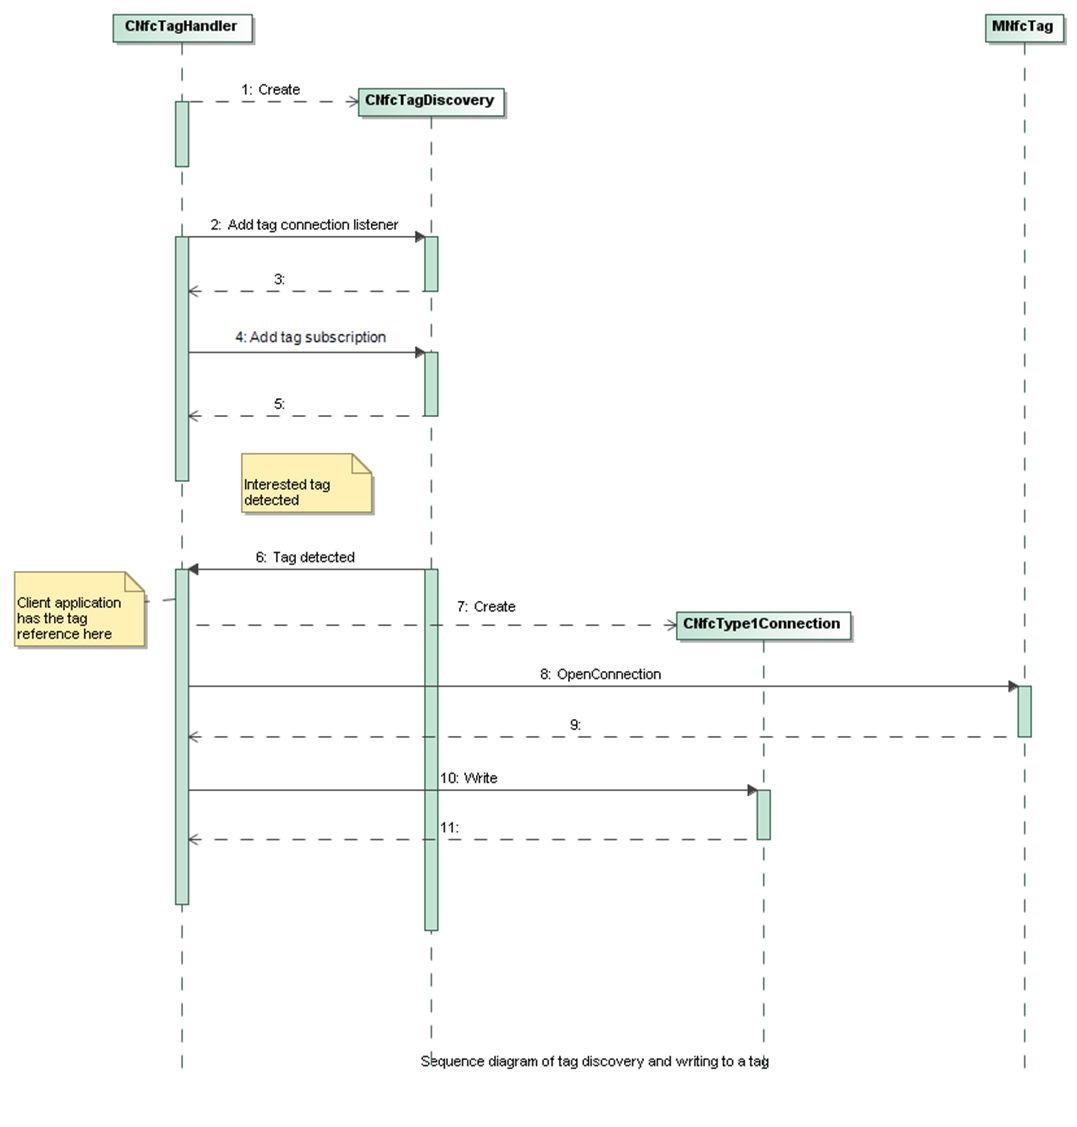 CNfcTagHandler
MNfcTag
1: Create
CNfcTagDiscovery
2: Add tag connection listener
3:
4: Add tag subscription
5:
Interested tag
detected
6: Tag detected
Client application
has the tag
reference here
7: Create
CNfcType1Connection
8: OpenConnection
9:
10: Write
11:
Sequence diagram of tag discovery and writing to a tag